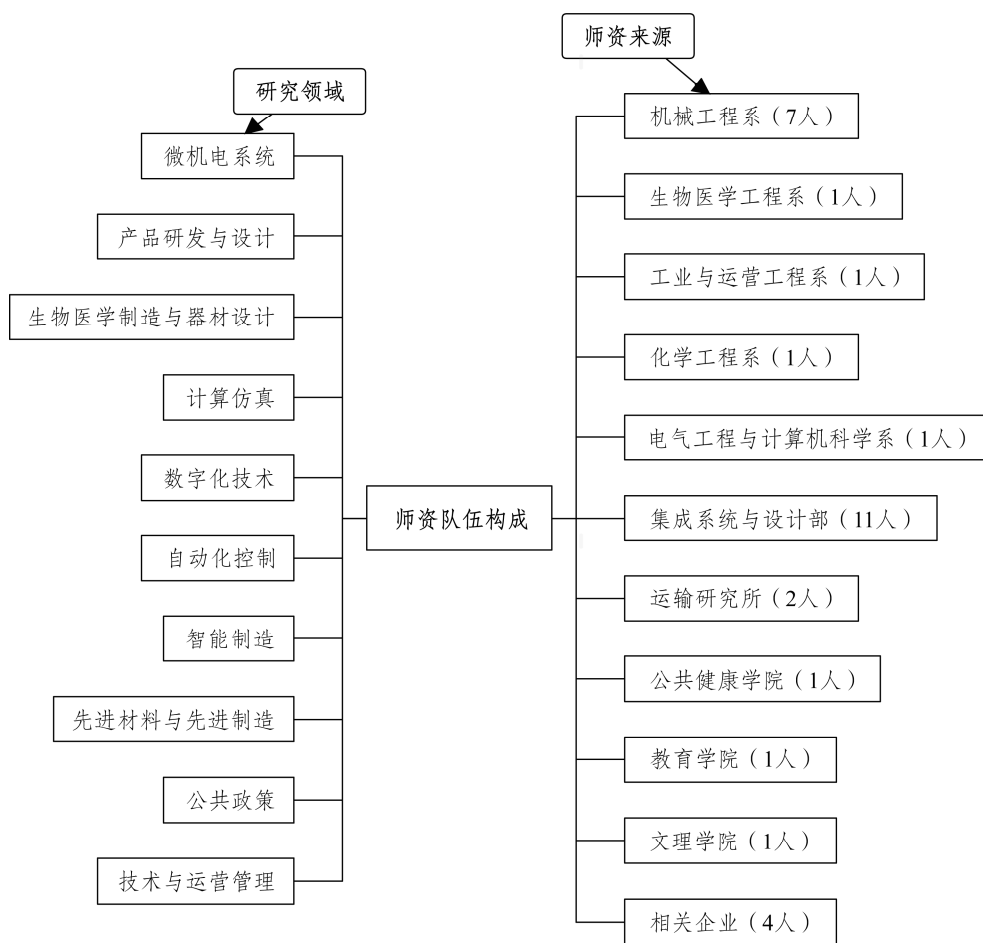 师资来源
研究领域
微机电系统
产品研发与设计
生物医学制造与器材设计
计算仿真
数字化技术
自动化控制
智能制造
先进材料与先进制造
公共政策
技术与运营管理
师资队伍构成
机械工程系（7人）
生物医学工程系（1人）
工业与运营工程系（1人）
化学工程系（1人）
电气工程与计算机科学系（1人）
集成系统与设计部（11人）
运输研究所（2人）
公共健康学院（1人）
教育学院（1人）
文理学院（1人）
相关企业（4人）